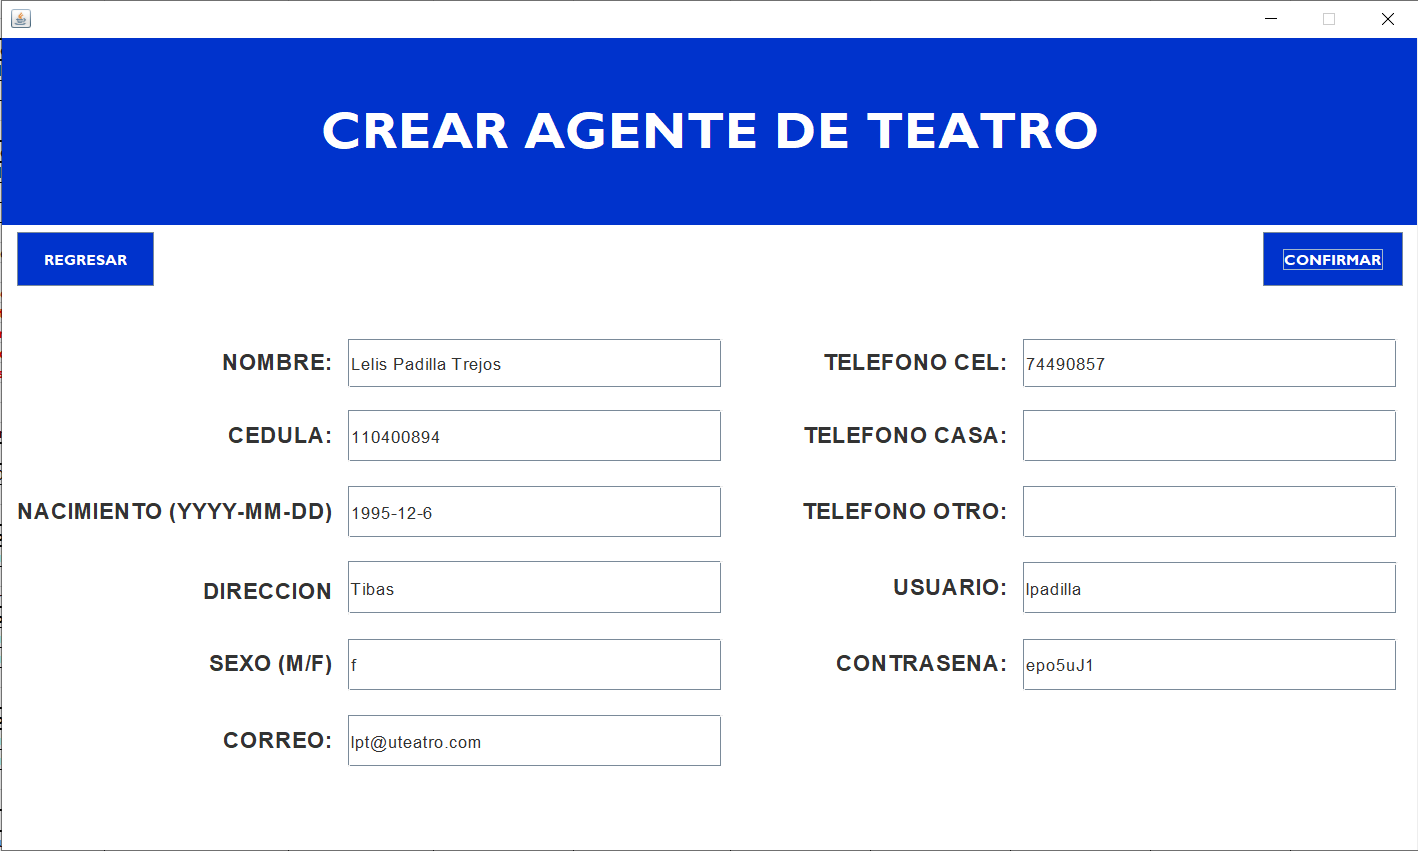 CREAR AGENTE DE TEATRO
REGRESAR
CONFIRMAR
NOMBRE: Lelis Padilla Trejos
CEDULA: 110400894
NACIMIENTO (YYYY-MM-DD) 1995-12-6
DIRECCION Tibas
SEXO (M/F) f
CORREO: lpt@uteatro.com
TELEFONO CEL: 74490857
TELEFONO CASA:
TELEFONO OTRO:
USUARIO: lpadilla
CONTRASENA: epo5uJ1